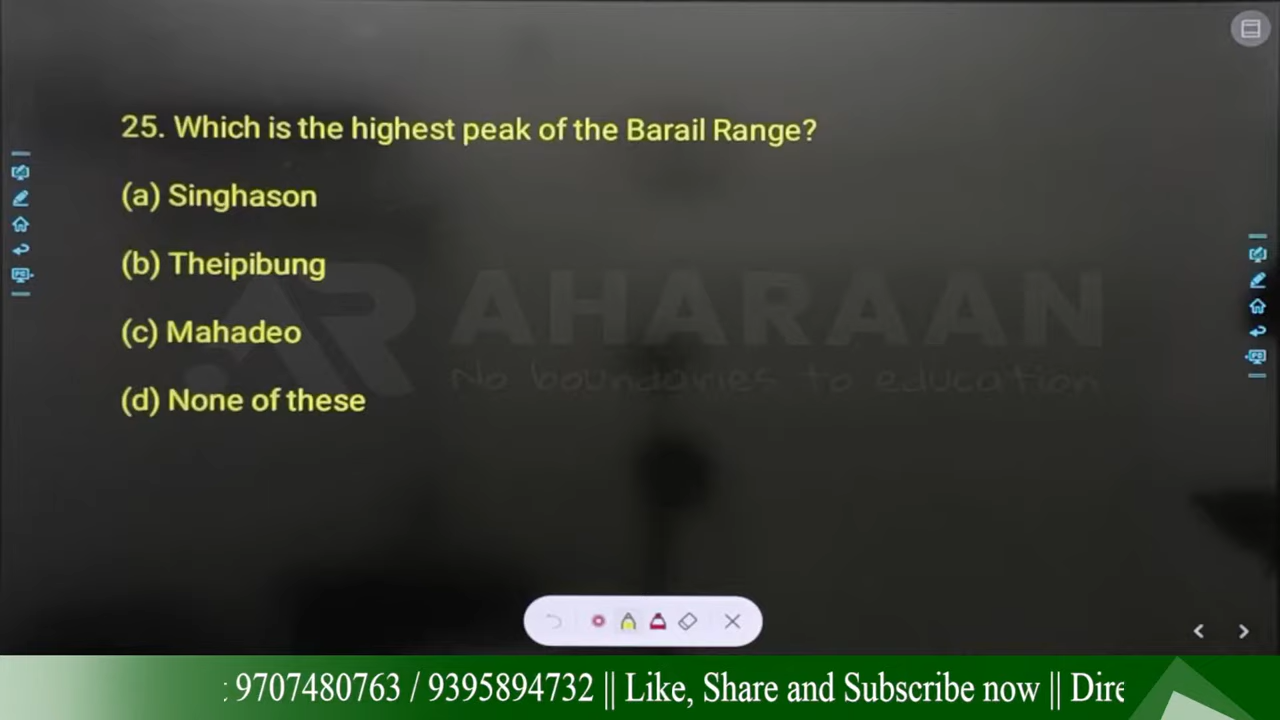 25. Which is the highest peak of the Barail Range?
(a) Singhason
(b) Theipibung
(c) Mahadeo
(d) None of these
AR AHARAAN
No boundaries to education
: 9707480763 / 9395894732 || Like, Share and Subscribe now || Dire